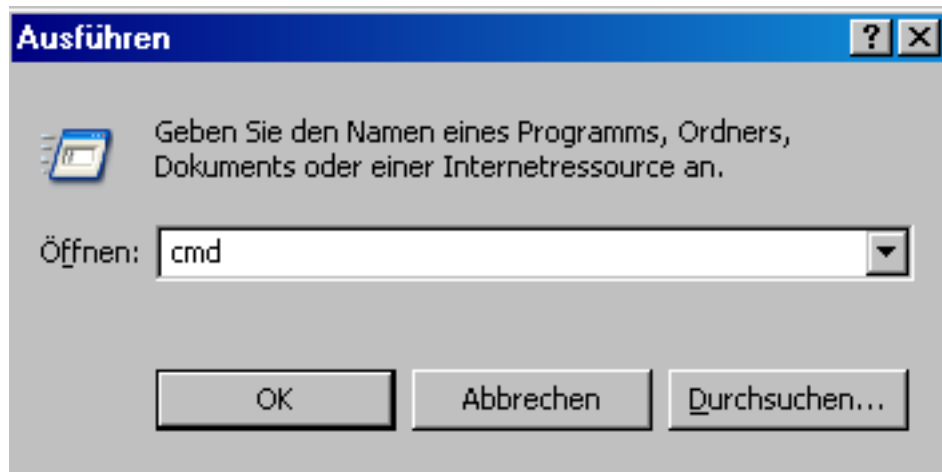 Ausführen
Geben Sie den Namen eines Programms, Ordners,
Dokuments oder einer Internetressource an.
Öffnen: cmd
OK Abbrechen Durchsuchen...